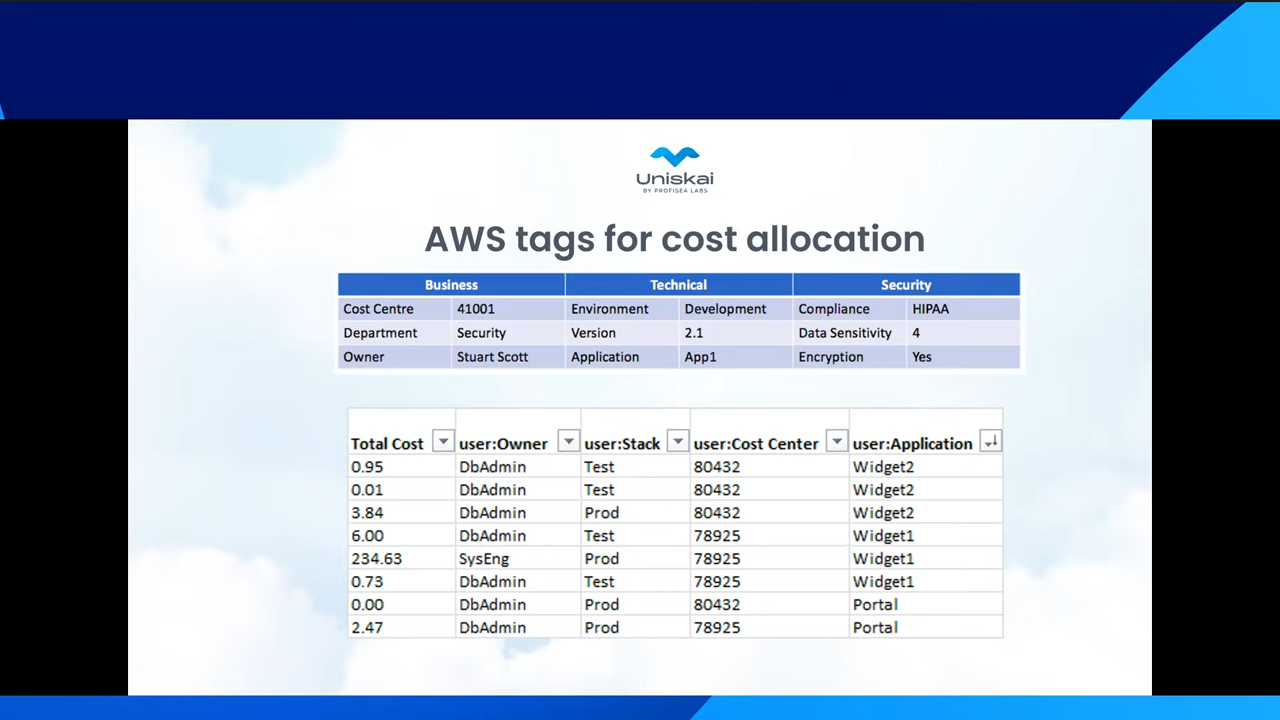 Uniskai
BY PROFISEA LABS
AWS tags for cost allocation
Business Technical Security
Cost Centre 41001 Environment Development Compliance HIPAA
Department Security Version 2.1 Data Sensitivity 4
Owner Stuart Scott Application App1 Encryption Yes
Total Cost user:Owner user:Stack user:Cost Center user:Application
0.95 DbAdmin Test 80432 Widget2
0.01 DbAdmin Test 80432 Widget2
3.84 DbAdmin Prod 80432 Widget2
6.00 DbAdmin Test 78925 Widget1
234.63 SysEng Prod 78925 Widget1
0.73 DbAdmin Test 78925 Widget1
0.00 DbAdmin Prod 80432 Portal
2.47 DbAdmin Prod 78925 Portal